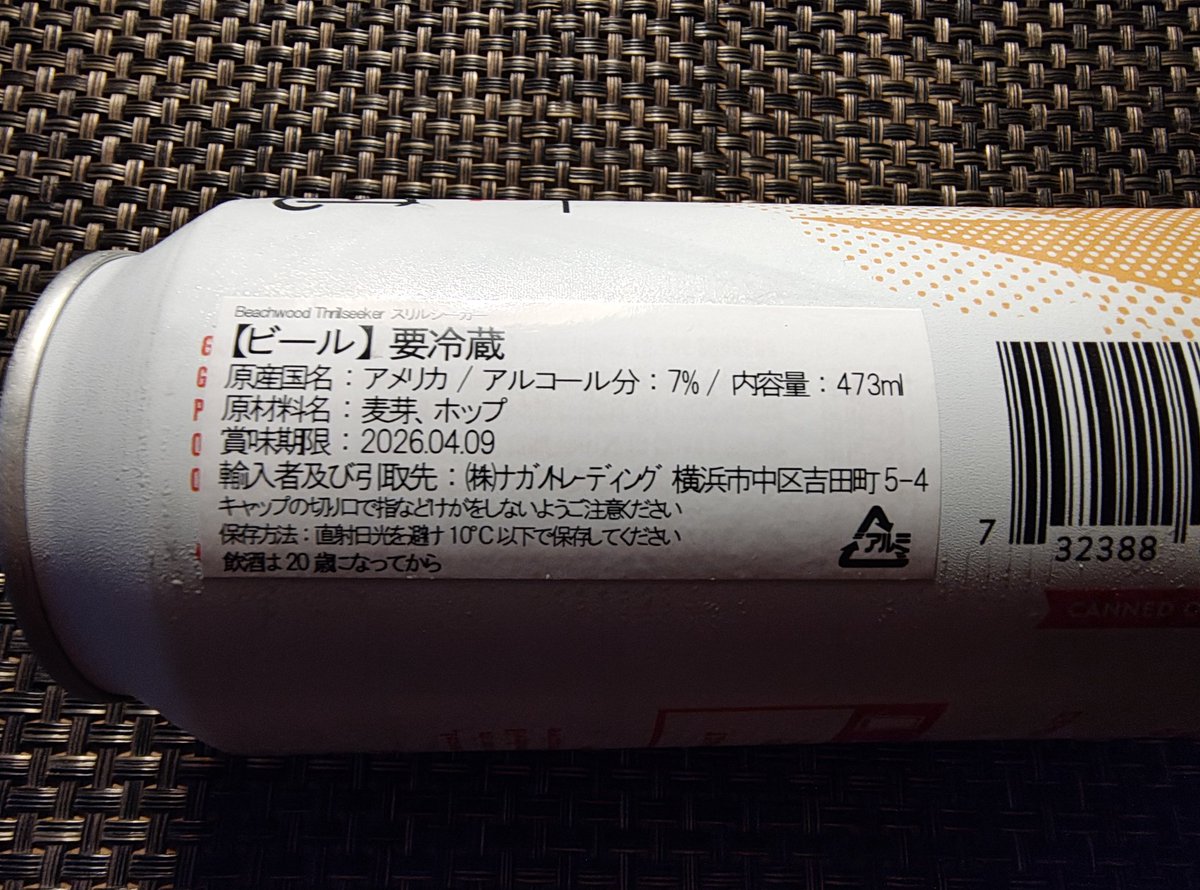 Beachwood Thrillseeker スリルシーカー
【ビール】要冷蔵
原産国名：アメリカ / アルコール分：7% / 内容量：473ml
原材料名：麦芽、ホップ
賞味期限：2026.04.09
輸入者及び引取先：㈱ナガノトレーディング 横浜市中区吉田町 5-4
キャップの切り口で指などけがをしないようご注意ください
保存方法：直射日光を避け 10°C 以下で保存してください
飲酒は 20 歳になってから
アルミ
7 32388
CANNED